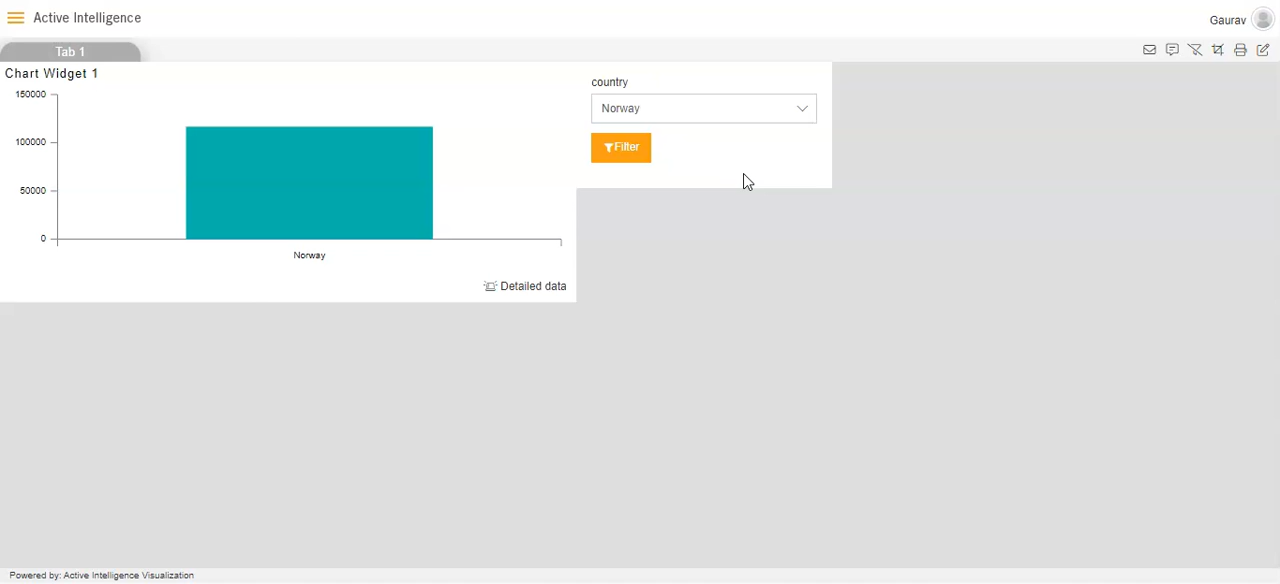 Active Intelligence
Gaurav
Tab 1
Chart Widget 1
150000
100000
50000
0
Norway
Detailed data
country
Norway
Filter
Powered by: Active Intelligence Visualization